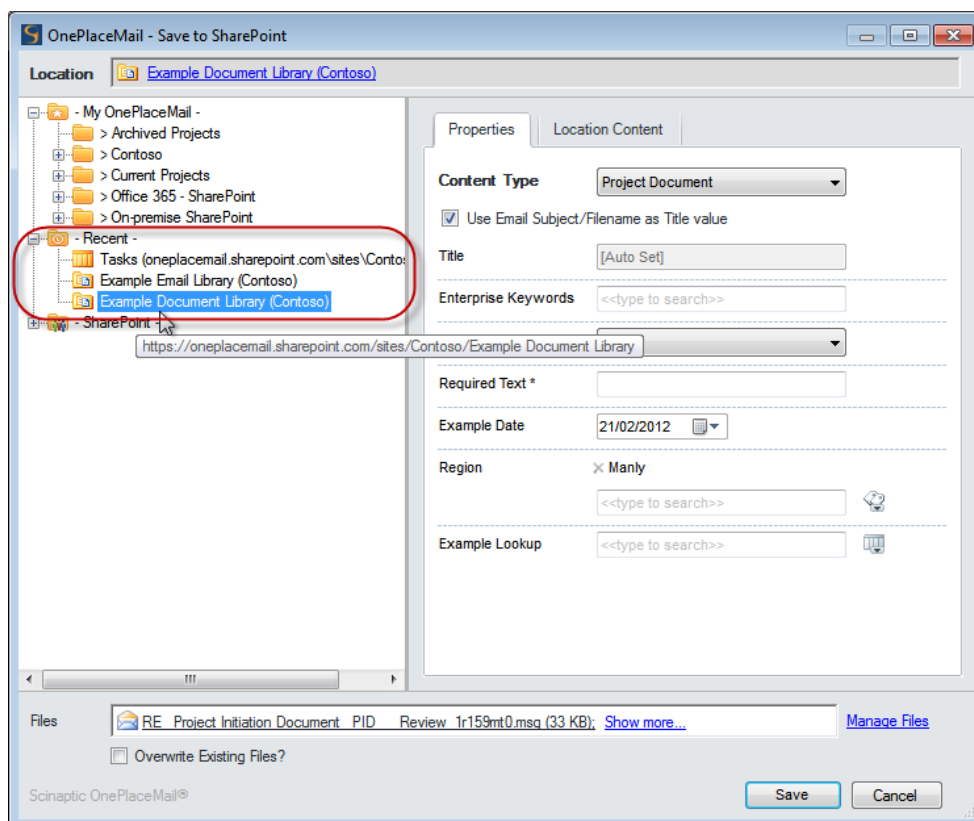 OnePlaceMail - Save to SharePoint
Location Example Document Library (Contoso)
- My OnePlaceMail -
> Archived Projects
> Contoso
> Current Projects
> Office 365 - SharePoint
> On-premise SharePoint
- Recent -
Tasks (oneplacemail.sharepoint.com\sites\Contos
Example Email Library (Contoso)
Example Document Library (Contoso)
- SharePoint -
https://oneplacemail.sharepoint.com/sites/Contoso/Example Document Library
Properties Location Content
Content Type Project Document
Use Email Subject/Filename as Title value
Title [Auto Set]
Enterprise Keywords <<type to search>>
Required Text *
Example Date 21/02/2012
Region Manly
<<type to search>>
Example Lookup <<type to search>>
Files RE_ Project Initiation Document _PID_ _ Review_1r159mt0.msg (33 KB); Show more... Manage Files
Overwrite Existing Files?
Scinaptic OnePlaceMail® Save Cancel